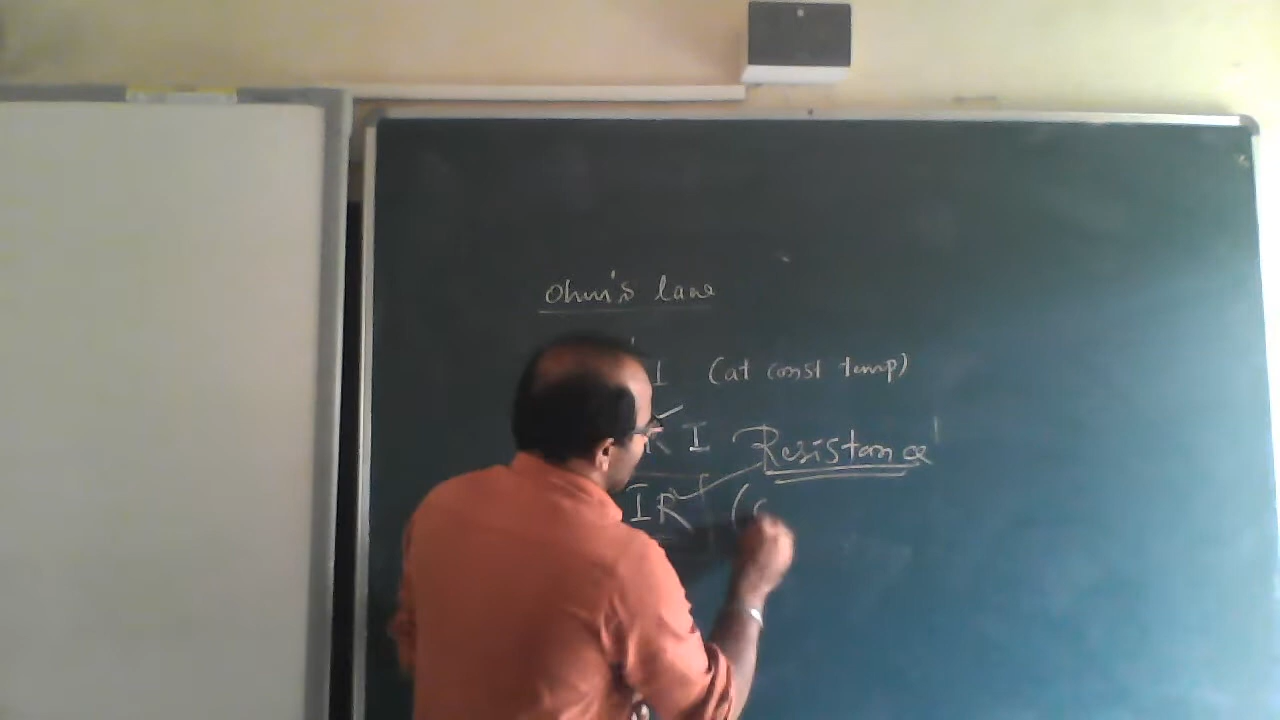 ohm's law
I (at const temp)
R I Resistance
IR (